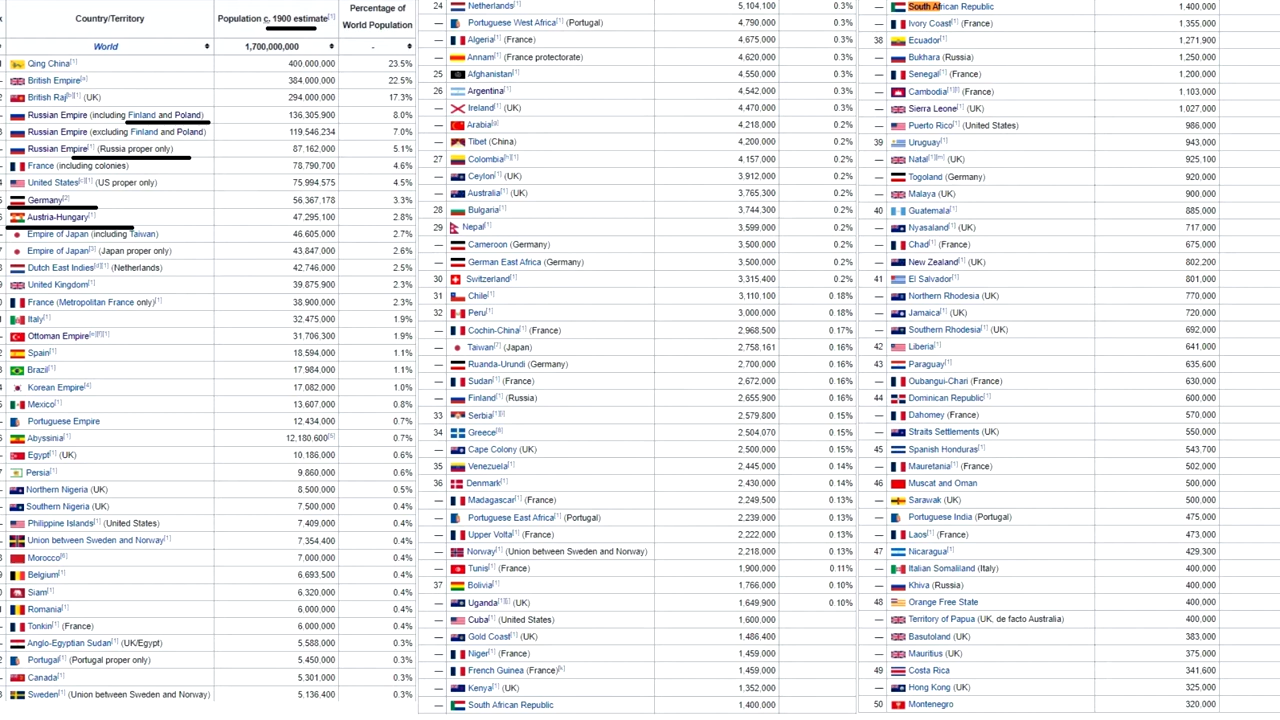 Country/Territory Population c. 1900 estimate[1] Percentage of World Population
World 1,700,000,000 -
Qing China[1] 400,000,000 23.5%
British Empire[a] 384,000,000 22.5%
British Raj[b][1] (UK) 294,000,000 17.3%
Russian Empire (including Finland and Poland) 136,305,900 8.0%
Russian Empire (excluding Finland and Poland) 119,546,234 7.0%
Russian Empire[1] (Russia proper only) 87,162,000 5.1%
France (including colonies) 78,790,700 4.6%
United States[c][1] (US proper only) 75,994,575 4.5%
Germany[2] 56,367,178 3.3%
Austria-Hungary[1] 47,295,100 2.8%
Empire of Japan (including Taiwan) 46,605,000 2.7%
Empire of Japan[3] (Japan proper only) 43,847,000 2.6%
Dutch East Indies[d][1] (Netherlands) 42,746,000 2.5%
United Kingdom[1] 39,875,900 2.3%
France (Metropolitan France only)[1] 38,900,000 2.3%
Italy[1] 32,475,000 1.9%
Ottoman Empire[e][f][1] 31,706,300 1.9%
Spain[1] 18,594,000 1.1%
Brazil[1] 17,984,000 1.1%
Korean Empire[4] 17,082,000 1.0%
Mexico[1] 13,607,000 0.8%
Portuguese Empire 12,434,000 0.7%
Abyssinia[1] 12,180,600[5] 0.7%
Egypt[1] (UK) 10,186,000 0.6%
Persia[1] 9,860,000 0.6%
Northern Nigeria (UK) 8,500,000 0.5%
Southern Nigeria (UK) 7,500,000 0.4%
Philippine Islands[1] (United States) 7,409,000 0.4%
Union between Sweden and Norway[1] 7,354,400 0.4%
Morocco[6] 7,000,000 0.4%
Belgium[1] 6,693,500 0.4%
Siam[1] 6,320,000 0.4%
Romania[1] 6,000,000 0.4%
Tonkin[1] (France) 6,000,000 0.4%
Anglo-Egyptian Sudan[1] (UK/Egypt) 5,588,000 0.3%
Portugal[1] (Portugal proper only) 5,450,000 0.3%
Canada[1] 5,301,000 0.3%
Sweden[1] (Union between Sweden and Norway) 5,136,400 0.3%
24 Netherlands[1] 5,104,100 0.3%
— Portuguese West Africa[1] (Portugal) 4,790,000 0.3%
— Algeria[1] (France) 4,675,000 0.3%
— Annam[1] (France protectorate) 4,620,000 0.3%
25 Afghanistan[1] 4,550,000 0.3%
26 Argentina[1] 4,542,000 0.3%
— Ireland[1] (UK) 4,470,000 0.3%
— Arabia[g] 4,218,000 0.2%
— Tibet (China) 4,200,000 0.2%
27 Colombia[h][1] 4,157,000 0.2%
— Ceylon[1] (UK) 3,912,000 0.2%
— Australia[1] (UK) 3,765,300 0.2%
28 Bulgaria[1] 3,744,300 0.2%
29 Nepal[1] 3,599,000 0.2%
— Cameroon (Germany) 3,500,000 0.2%
— German East Africa (Germany) 3,500,000 0.2%
30 Switzerland[1] 3,315,400 0.2%
31 Chile[1] 3,110,100 0.18%
32 Peru[1] 3,000,000 0.18%
— Cochin-China[1] (France) 2,968,500 0.17%
— Taiwan[7] (Japan) 2,758,161 0.16%
— Ruanda-Urundi (Germany) 2,700,000 0.16%
— Sudan[1] (France) 2,672,000 0.16%
— Finland[1] (Russia) 2,655,900 0.16%
33 Serbia[1] 2,579,800 0.15%
34 Greece[8] 2,504,070 0.15%
— Cape Colony (UK) 2,500,000 0.15%
35 Venezuela[1] 2,445,000 0.14%
36 Denmark[1] 2,430,000 0.14%
— Madagascar[1] (France) 2,249,500 0.13%
— Portuguese East Africa[1] (Portugal) 2,239,000 0.13%
— Upper Volta[1] (France) 2,222,000 0.13%
— Norway[1] (Union between Sweden and Norway) 2,218,000 0.13%
— Tunis[1] (France) 1,900,000 0.11%
37 Bolivia[1] 1,766,000 0.10%
— Uganda[1] (UK) 1,649,900 0.10%
— Cuba[1] (United States) 1,600,000
— Gold Coast[1] (UK) 1,486,400
— Niger[1] (France) 1,459,000
— French Guinea (France) 1,459,000
— Kenya[1] (UK) 1,352,000
— South African Republic 1,400,000
— South African Republic 1,400,000
— Ivory Coast[1] (France) 1,355,000
38 Ecuador[1] 1,271,900
— Bukhara (Russia) 1,250,000
— Senegal[1] (France) 1,200,000
— Cambodia[1] (France) 1,103,000
— Sierra Leone[1] (UK) 1,027,000
— Puerto Rico[1] (United States) 986,000
39 Uruguay[1] 943,000
— Natal[1] (UK) 925,100
— Togoland (Germany) 920,000
— Malaya (UK) 920,000
40 Guatemala[1] 885,000
— Nyasaland[1] (UK) 717,000
— Chad[1] (France) 900,000
— New Zealand[1] (UK) 802,200
41 El Salvador[1] 801,000
— Northern Rhodesia (UK) 770,000
— Jamaica[1] (UK) 720,000
— Southern Rhodesia[1] (UK) 692,000
42 Liberia[1] 641,000
43 Paraguay[1] 635,600
— Oubangui-Chari (France) 630,000
44 Dominican Republic[1] 600,000
— Dahomey (France) 600,000
— Straits Settlements (UK) 600,000
45 Spanish Honduras[1] 543,700
— Mauretania[1] (France) 523,000
46 Muscat and Oman 500,000
— Sarawak (UK) 500,000
— Portuguese India (Portugal) 475,000
— Laos[1] (France) 473,000
47 Nicaragua[1] 425,300
— Italian Somaliland (Italy) 400,000
— Khiva (Russia) 400,000
48 Orange Free State 400,000
— Territory of Papua (UK, de facto Australia) 400,000
— Basutoland (UK) 383,000
— Mauritius (UK) 375,000
49 Costa Rica 341,600
— Hong Kong (UK) 325,000
50 Montenegro 320,000